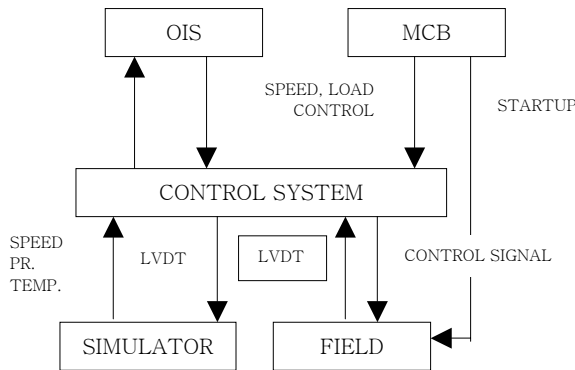 OIS
MCB
SPEED, LOAD
CONTROL
STARTUP
CONTROL SYSTEM
SPEED
PR.
TEMP.
LVDT
LVDT
CONTROL SIGNAL
SIMULATOR
FIELD